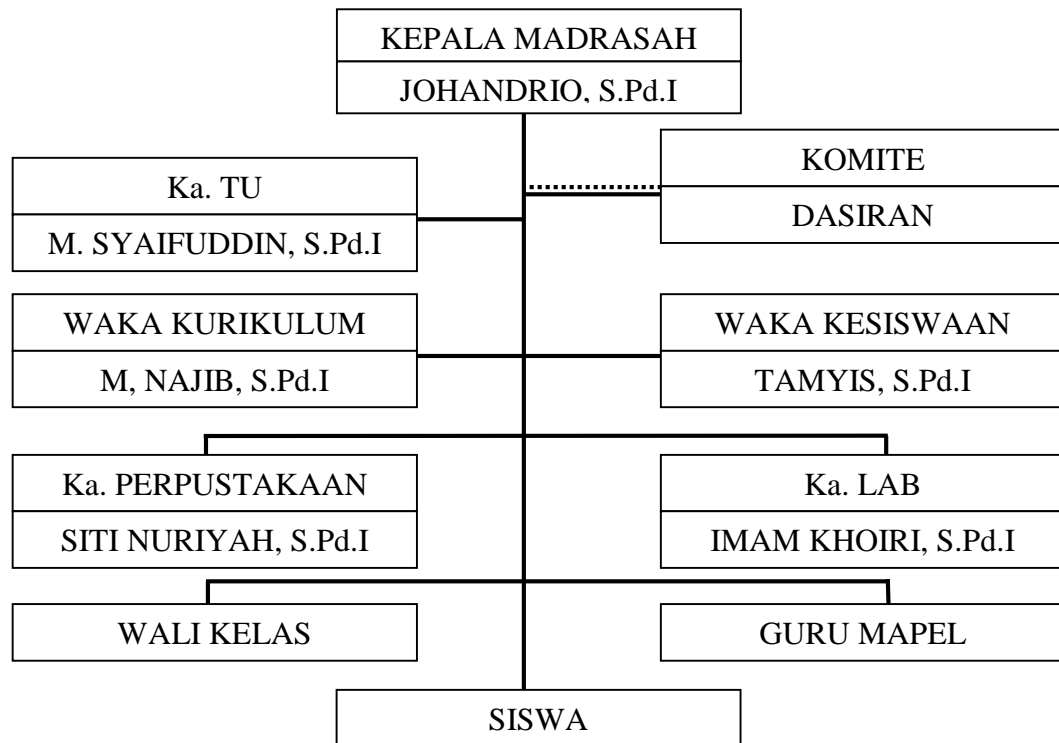 KEPALA MADRASAH
JOHANDRIO, S.Pd.I
KOMITE
DASIRAN
Ka. TU
M. SYAIFUDDIN, S.Pd.I
WAKA KURIKULUM
M, NAJIB, S.Pd.I
WAKA KESISWAAN
TAMYIS, S.Pd.I
Ka. PERPUSTAKAAN
SITI NURIYAH, S.Pd.I
Ka. LAB
IMAM KHOIRI, S.Pd.I
WALI KELAS
GURU MAPEL
SISWA